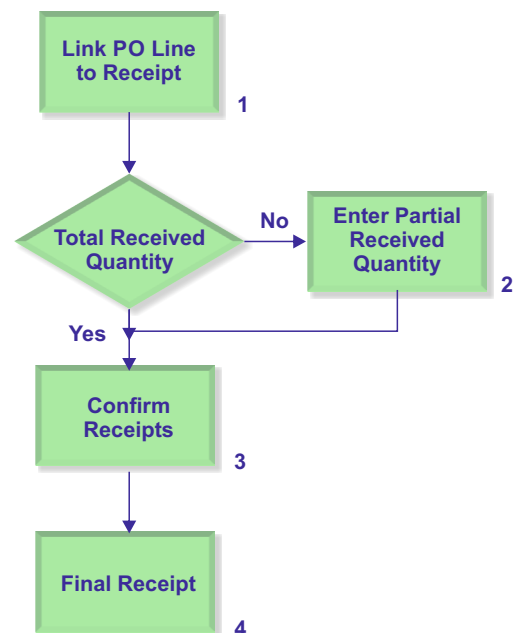 Link PO Line
to Receipt
1
Total Received
Quantity
No
Enter Partial
Received
Quantity
2
Yes
Confirm
Receipts
3
Final Receipt
4